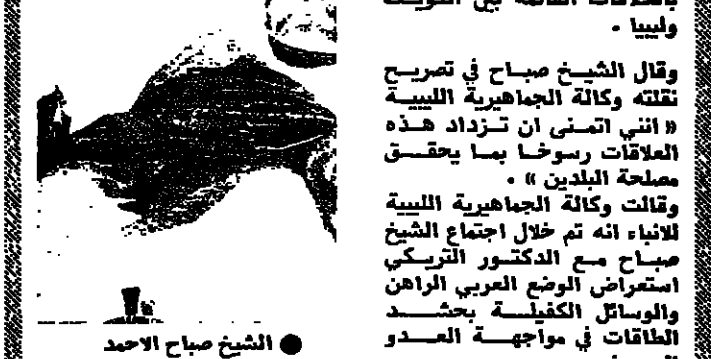 بالعلاقات القائمة بين الكويت
وليبيا ٠
وقال الشيخ صباح في تصريح
نقلته وكالة الجماهيرية الليبية
« انني اتمنى ان تزداد هذه
العلاقات رسوخا بما يحقق
مصلحة البلدين » ٠
وقالت وكالة الجماهيرية الليبية
للانباء انه تم خلال اجتماع الشيخ
صباح مع الدكتور التريكي
استعراض الوضع العربي الراهن
والوسائل الكفيلة بحشد
الطاقات في مواجهة العدو
● الشيخ صباح الاحمد